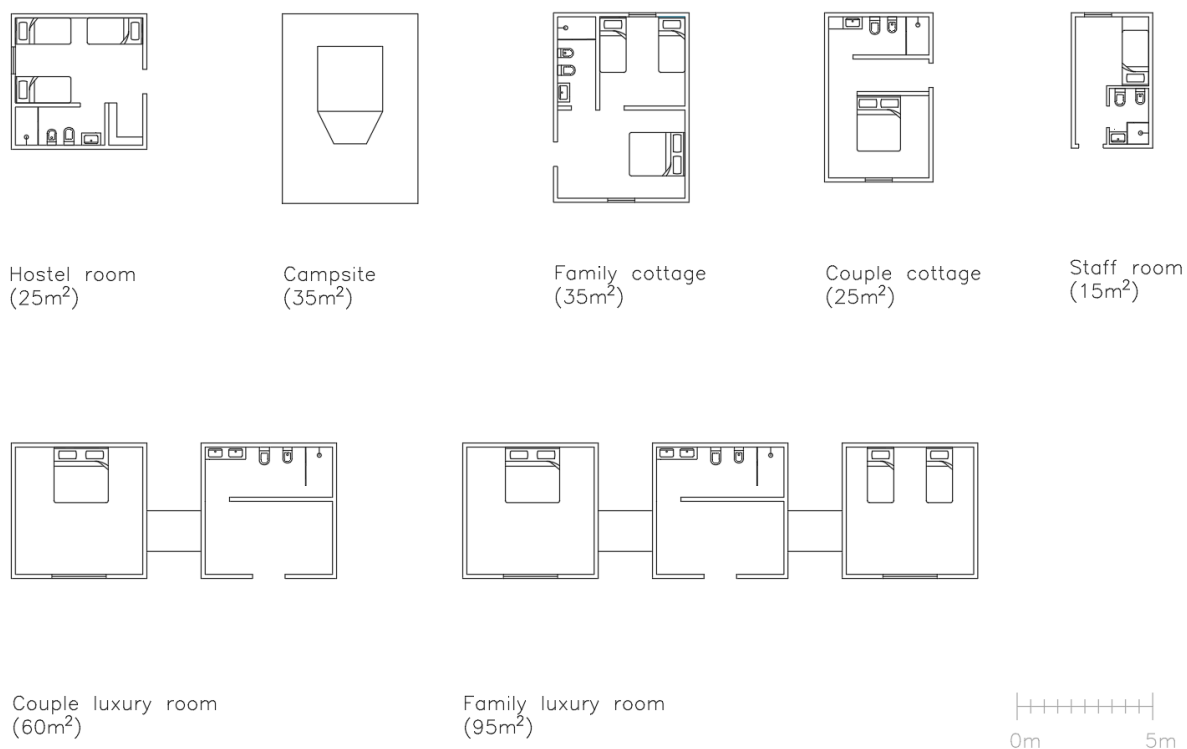 Hostel room
(25m²)
Campsite
(35m²)
Family cottage
(35m²)
Couple cottage
(25m²)
Staff room
(15m²)
Couple luxury room
(60m²)
Family luxury room
(95m²)
0m 5m